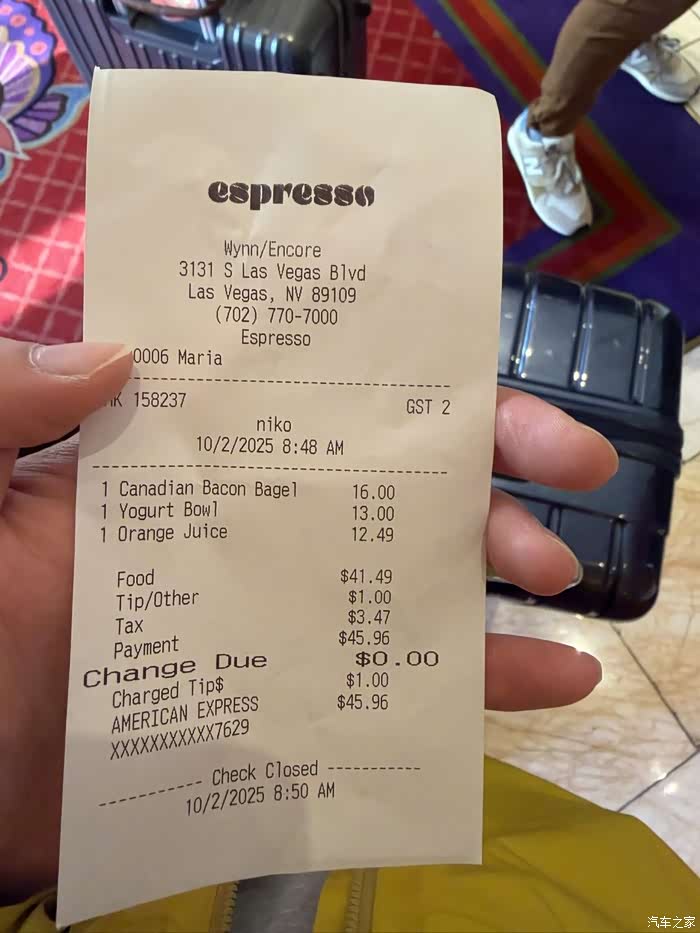 espresso
Wynn/Encore
3131 S Las Vegas Blvd
Las Vegas, NV 89109
(702) 770-7000
Espresso
0006 Maria
158237 GST 2
niko
10/2/2025 8:48 AM
1 Canadian Bacon Bagel 16.00
1 Yogurt Bowl 13.00
1 Orange Juice 12.49
Food $41.49
Tip/Other $1.00
Tax $3.47
Payment $45.96
Change Due $0.00
Charged Tip$ $1.00
AMERICAN EXPRESS $45.96
XXXXXXXXXXX7629
Check Closed
10/2/2025 8:50 AM
N
汽车之家